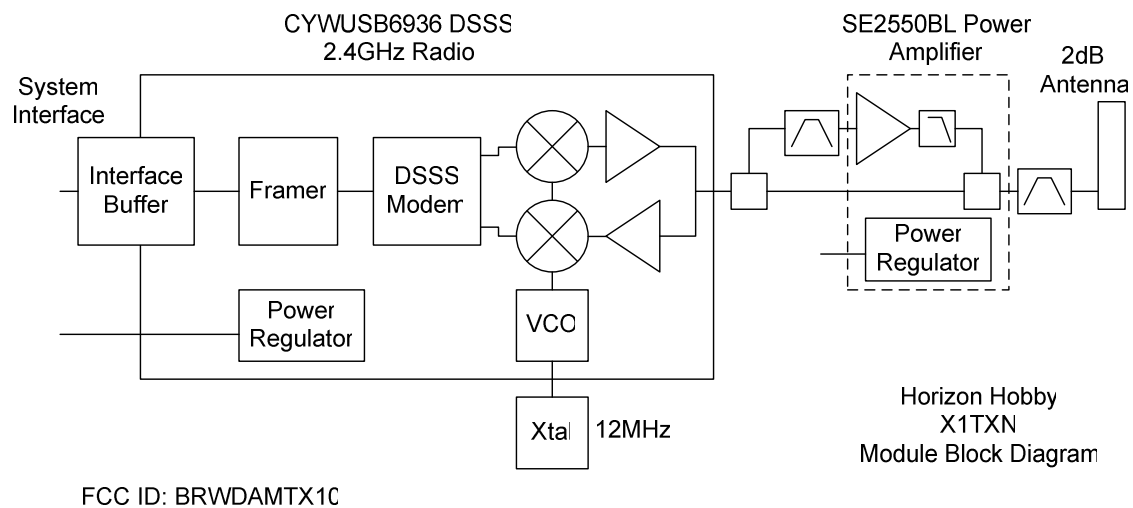 CYWUSB6936 DSSS
2.4GHz Radio
SE2550BL Power
Amplifier
2dB
Antenna
System
Interface
Interface
Buffer
Framer
DSSS
Modem
Power
Regulator
Power
Regulator
VCO
Xtal
12MHz
Horizon Hobby
X1TXN
Module Block Diagram
FCC ID: BRWDAMTX10